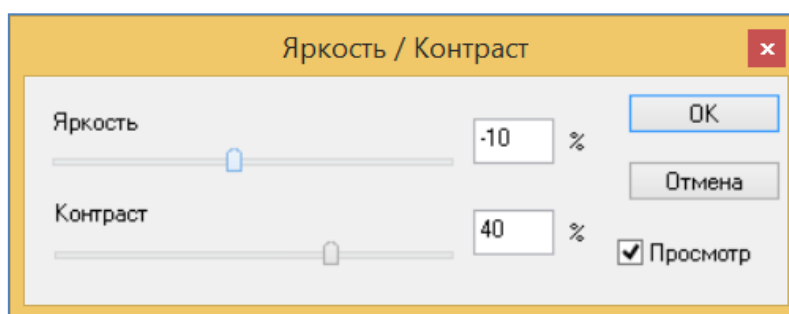 Яркость / Контраст
Яркость
-10 %
OK
Отмена
Контраст
40 %
Просмотр